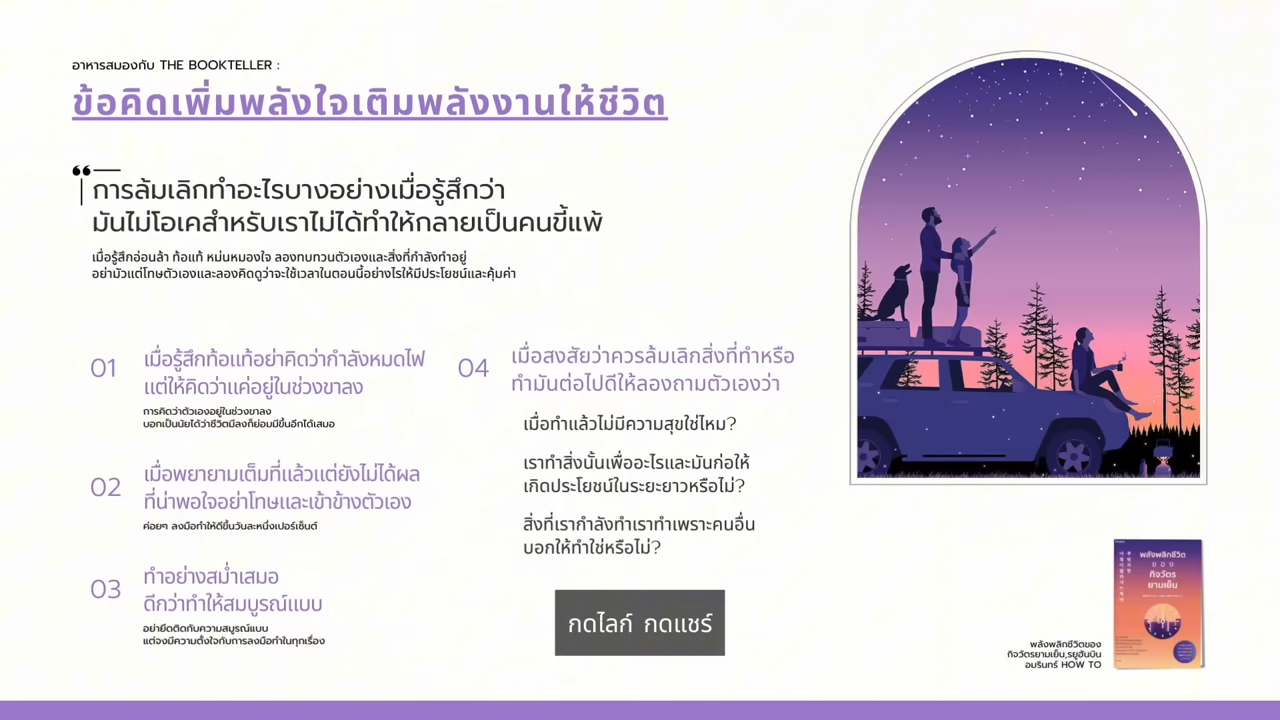 อาหารสมองกับ THE BOOKTELLER :
ข้อคิดเพิ่มพลังใจเติมพลังงานให้ชีวิต
การล้มเลิกทำอะไรบางอย่างเมื่อรู้สึกว่า
มันไม่โอเคสำหรับเราไม่ได้ทำให้กลายเป็นคนขี้แพ้
เมื่อรู้สึกอ่อนล้า ท้อแท้ หม่นหมองใจ ลองทบทวนตัวเองและสิ่งที่กำลังทำอยู่
อย่ามัวแต่โทษตัวเองและลองคิดดูว่าจะใช้เวลาในตอนนี้อย่างไรให้มีประโยชน์และคุ้มค่า
01
เมื่อรู้สึกท้อแท้อย่าคิดว่ากำลังหมดไฟ
แต่ให้คิดว่าแค่อยู่ในช่วงขาลง
การคิดว่าตัวเองอยู่ในช่วงขาลง
บอกเป็นนัยได้ว่าชีวิตมีลงก็ย่อมมีขึ้นอีกได้เสมอ
02
เมื่อพยายามเต็มที่แล้วแต่ยังไม่ได้ผล
ที่น่าพอใจอย่าโทษและเข้าข้างตัวเอง
ค่อยๆ ลงมือทำให้ดีขึ้นวันละหนึ่งเปอร์เซ็นต์
03
ทำอย่างสม่ำเสมอ
ดีกว่าทำให้สมบูรณ์แบบ
อย่ายึดติดกับความสมบูรณ์แบบ
แต่จงมีความตั้งใจกับการลงมือทำในทุกเรื่อง
04
เมื่อสงสัยว่าควรล้มเลิกสิ่งที่ทำหรือ
ทำมันต่อไปดีให้ลองถามตัวเองว่า
เมื่อทำแล้วไม่มีความสุขใช่ไหม?
เราทำสิ่งนั้นเพื่ออะไรและมันก่อให้
เกิดประโยชน์ในระยะยาวหรือไม่?
สิ่งที่เรากำลังทำเราทำเพราะคนอื่น
บอกให้ทำใช่หรือไม่?
กดไลก์ กดแชร์
พลังพลิกชีวิต
ของ
กิจวัตร
ยามเย็น
พลังพลิกชีวิตของ
กิจวัตรยามเย็น,รยูฮันบิน
อมรินทร์ HOW TO